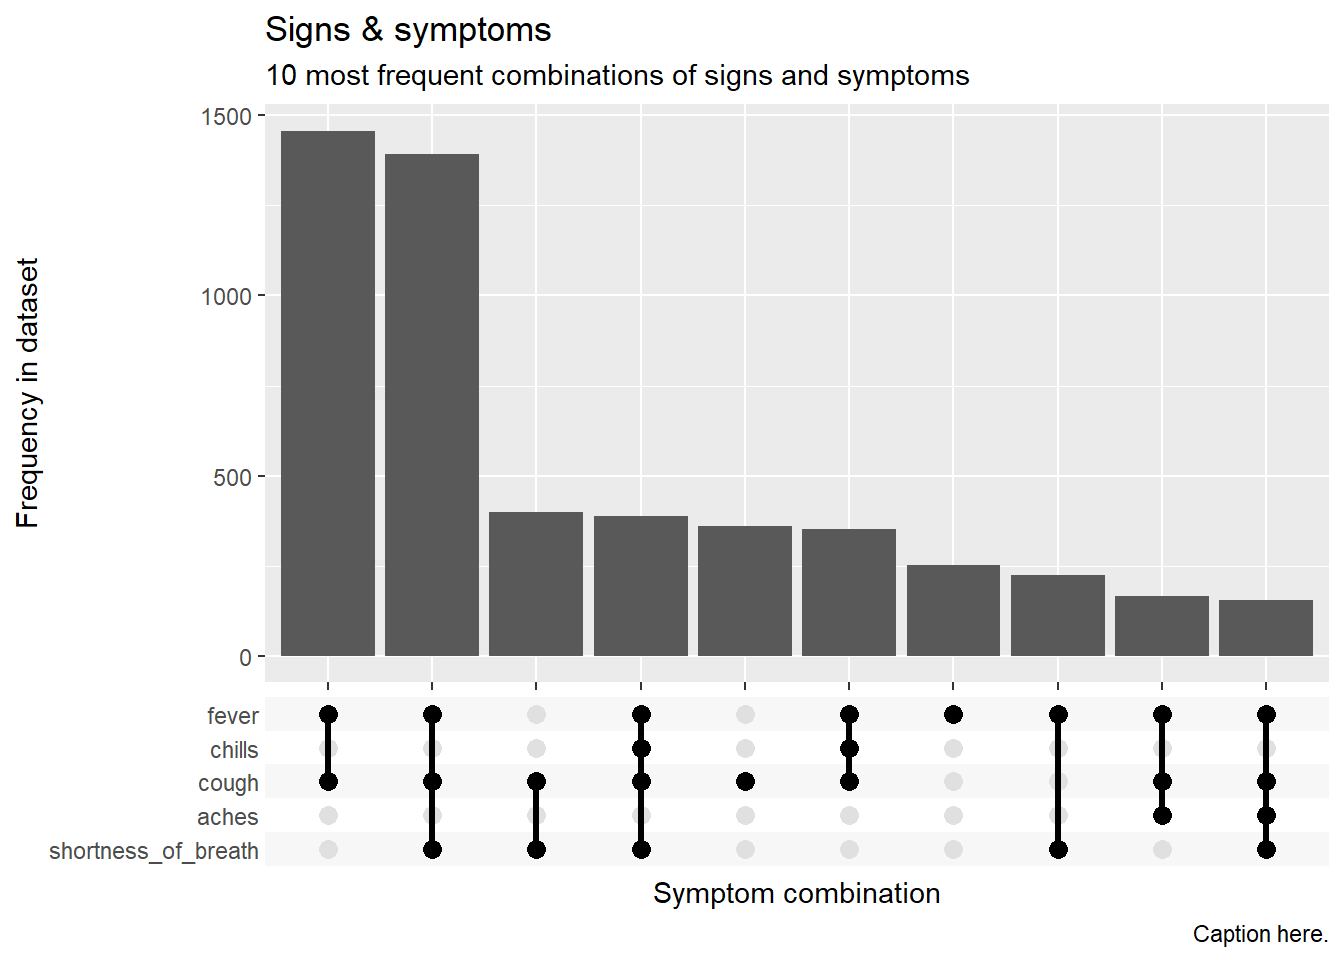 Signs & symptoms
10 most frequent combinations of signs and symptoms
Frequency in dataset
1500
1000
500
0
fever
chills
cough
aches
shortness_of_breath
Symptom combination
Caption here.